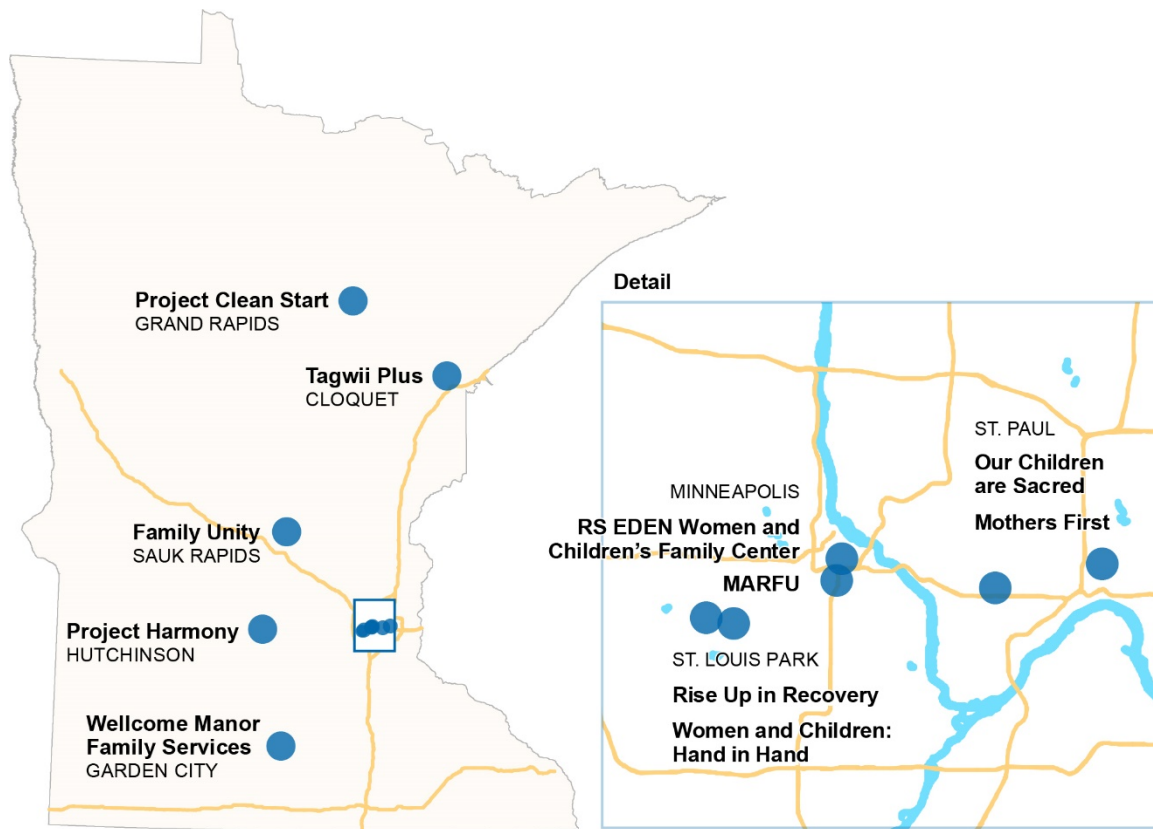 Project Clean Start
GRAND RAPIDS
Tagwii Plus
CLOQUET
Family Unity
SAUK RAPIDS
Project Harmony
HUTCHINSON
Wellcome Manor
Family Services
GARDEN CITY
Detail
MINNEAPOLIS
RS EDEN Women and
Children’s Family Center
MARFU
ST. PAUL
Our Children
are Sacred
Mothers First
ST. LOUIS PARK
Rise Up in Recovery
Women and Children:
Hand in Hand